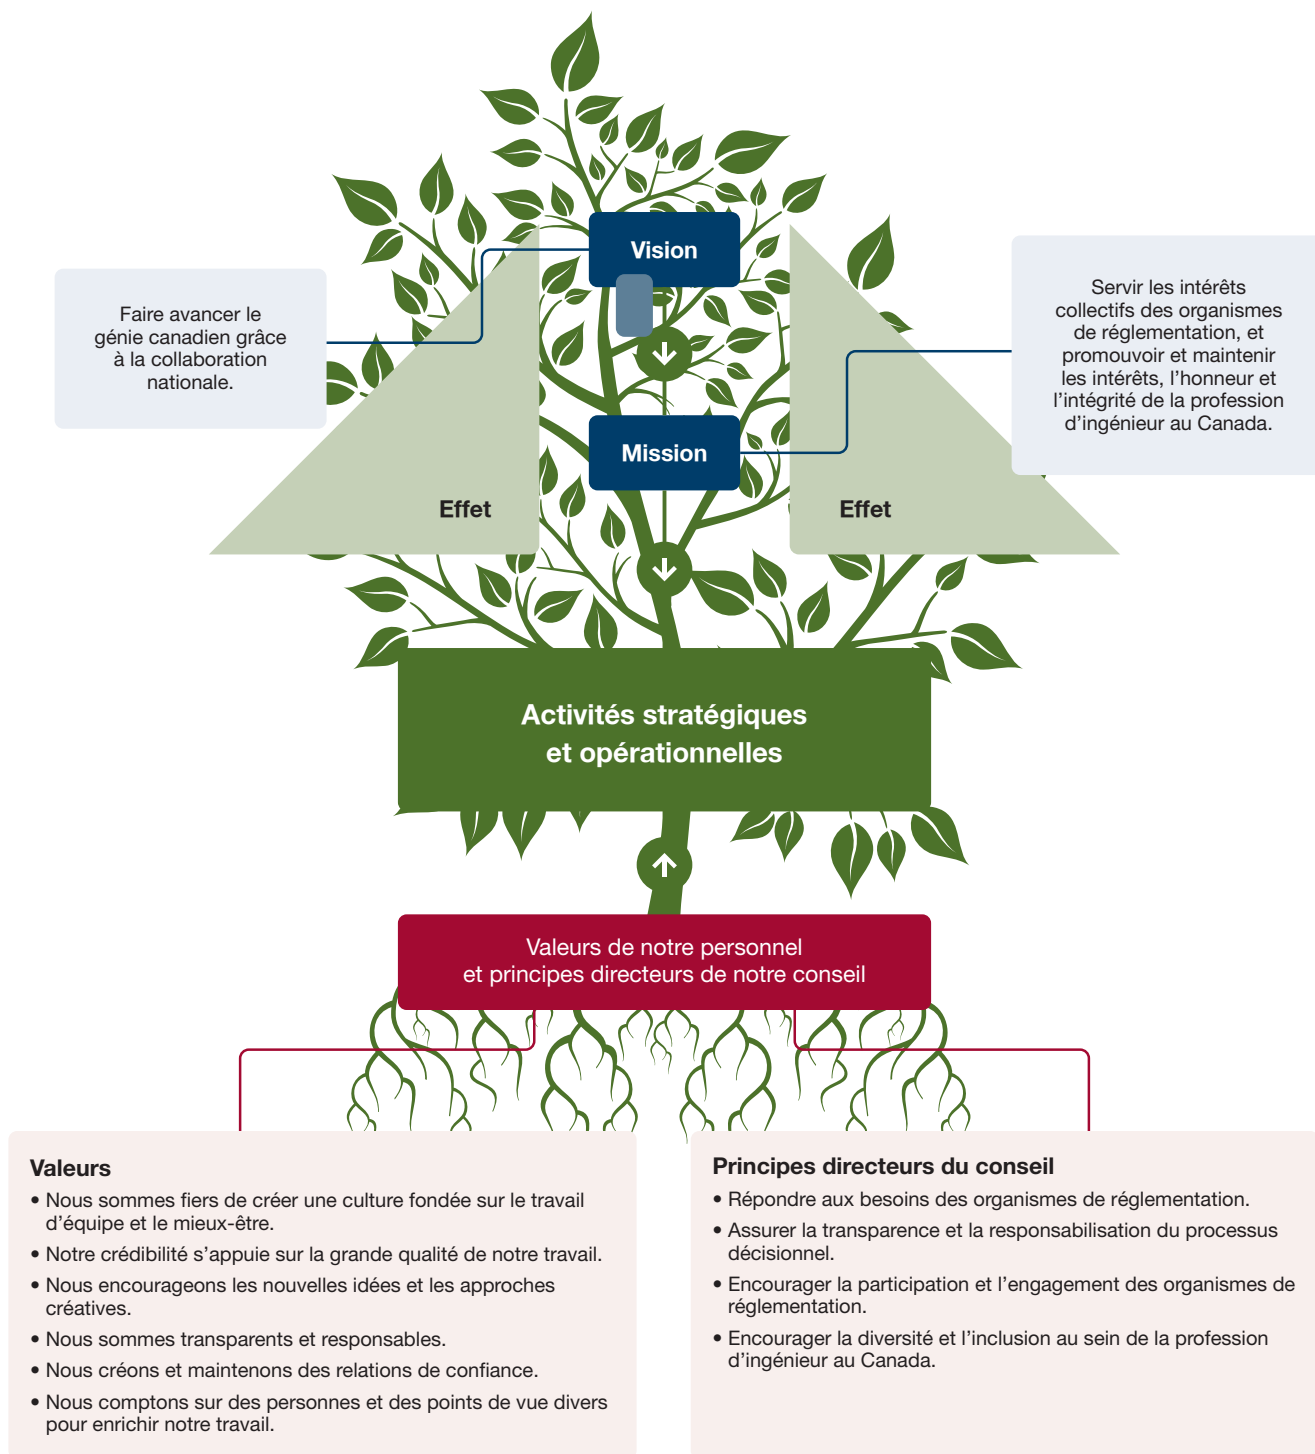 Vision
Faire avancer le
génie canadien grâce
à la collaboration
nationale.
Servir les intérêts
collectifs des organismes
de réglementation, et
promouvoir et maintenir
les intérêts, l’honneur et
l’intégrité de la profession
d’ingénieur au Canada.
Mission
Effet
Effet
Activités stratégiques
et opérationnelles
Valeurs de notre personnel
et principes directeurs de notre conseil
Valeurs
• Nous sommes fiers de créer une culture fondée sur le travail
d’équipe et le mieux-être.
• Notre crédibilité s’appuie sur la grande qualité de notre travail.
• Nous encourageons les nouvelles idées et les approches
créatives.
• Nous sommes transparents et responsables.
• Nous créons et maintenons des relations de confiance.
• Nous comptons sur des personnes et des points de vue divers
pour enrichir notre travail.
Principes directeurs du conseil
• Répondre aux besoins des organismes de réglementation.
• Assurer la transparence et la responsabilisation du processus
décisionnel.
• Encourager la participation et l’engagement des organismes de
réglementation.
• Encourager la diversité et l’inclusion au sein de la profession
d’ingénieur au Canada.